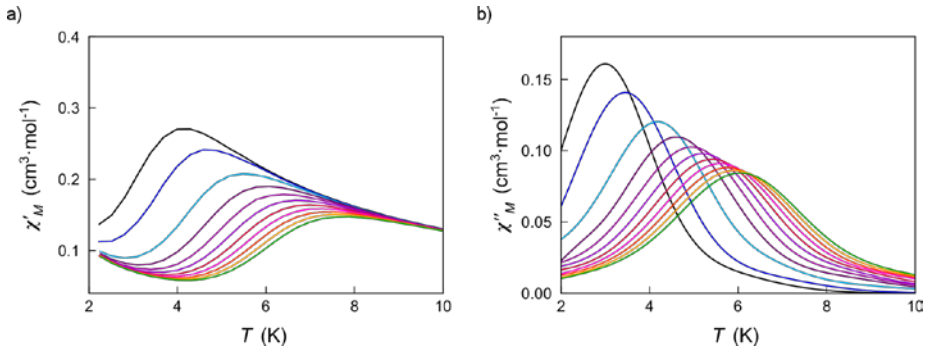 a)
0.4
0.3
0.2
0.1
χ′M (cm³·mol⁻¹)
2 4 6 8 10
T (K)
b)
0.15
0.10
0.05
0.00
χ″M (cm³·mol⁻¹)
2 4 6 8 10
T (K)